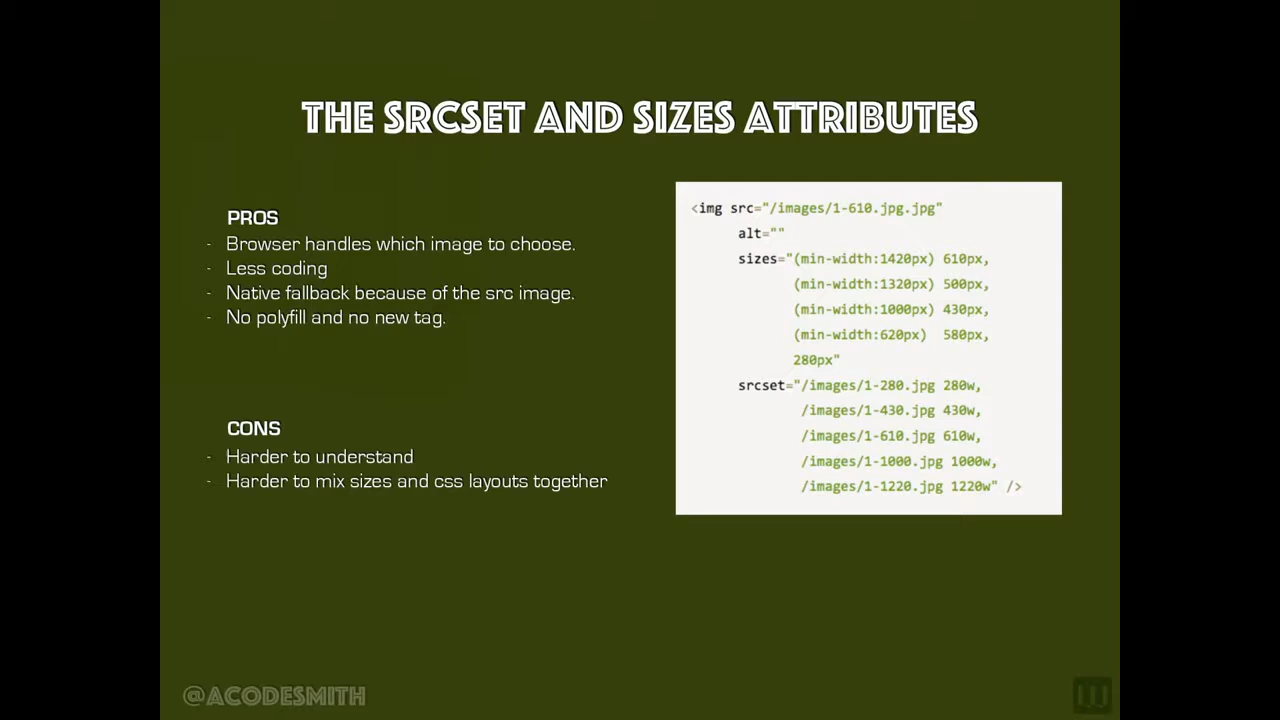 THE SRCSET AND SIZES ATTRIBUTES
PROS
- Browser handles which image to choose.
- Less coding
- Native fallback because of the src image.
- No polyfill and no new tag.
CONS
- Harder to understand
- Harder to mix sizes and css layouts together
<img src="/images/1-610.jpg.jpg"
alt=""
sizes="(min-width:1420px) 610px,
(min-width:1320px) 500px,
(min-width:1000px) 430px,
(min-width:620px)  580px,
280px"
srcset="/images/1-280.jpg 280w,
/images/1-430.jpg 430w,
/images/1-610.jpg 610w,
/images/1-1000.jpg 1000w,
/images/1-1220.jpg 1220w" />
@ACODESMITH